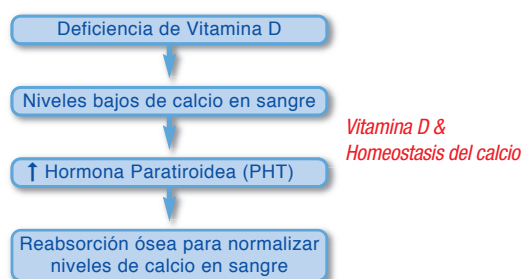 Deficiencia de Vitamina D
Niveles bajos de calcio en sangre
Vitamina D &
Homeostasis del calcio
↑ Hormona Paratiroidea (PHT)
Reabsorción ósea para normalizar
niveles de calcio en sangre